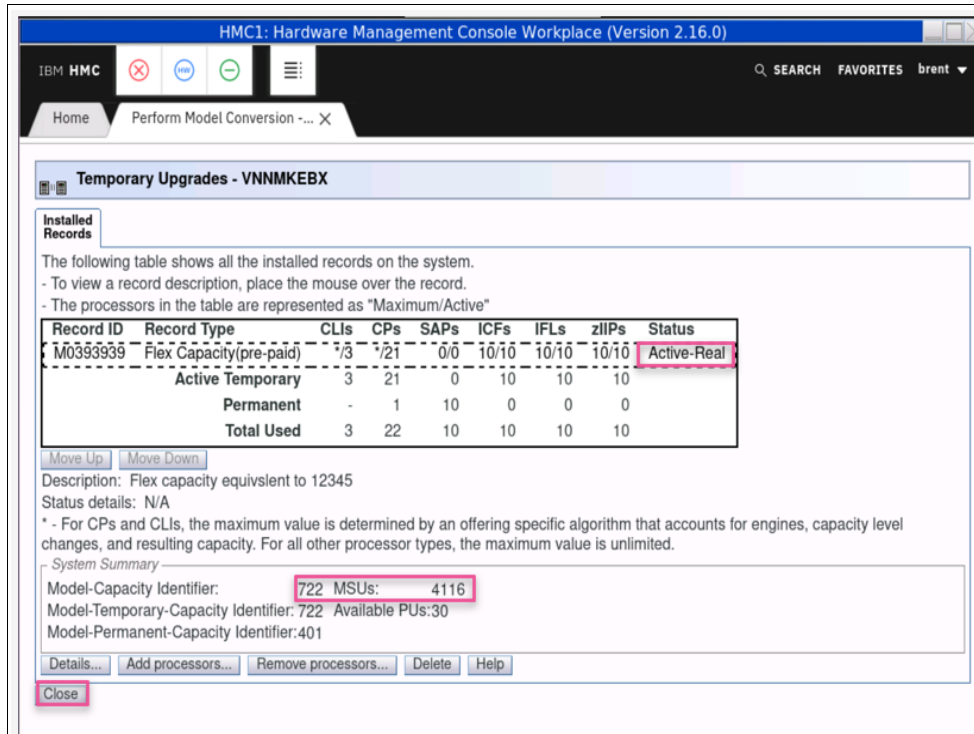 HMC1: Hardware Management Console Workplace (Version 2.16.0)
IBM HMC HW SEARCH FAVORITES brent
Home Perform Model Conversion -... X
Temporary Upgrades - VNNMKEBX
Installed
Records
The following table shows all the installed records on the system.
- To view a record description, place the mouse over the record.
- The processors in the table are represented as "Maximum/Active"
Record ID Record Type CLIs CPs SAPs ICFs IFLs zIIPs Status
M0393939 Flex Capacity(pre-paid) */3 */21 0/0 10/10 10/10 10/10 Active-Real
Active Temporary 3 21 0 10 10 10
Permanent - 1 10 0 0 0
Total Used 3 22 10 10 10 10
Move Up Move Down
Description: Flex capacity equivslent to 12345
Status details: N/A
* - For CPs and CLIs, the maximum value is determined by an offering specific algorithm that accounts for engines, capacity level
changes, and resulting capacity. For all other processor types, the maximum value is unlimited.
System Summary
Model-Capacity Identifier: 722 MSUs: 4116
Model-Temporary-Capacity Identifier: 722 Available PUs:30
Model-Permanent-Capacity Identifier:401
Details... Add processors... Remove processors... Delete Help
Close